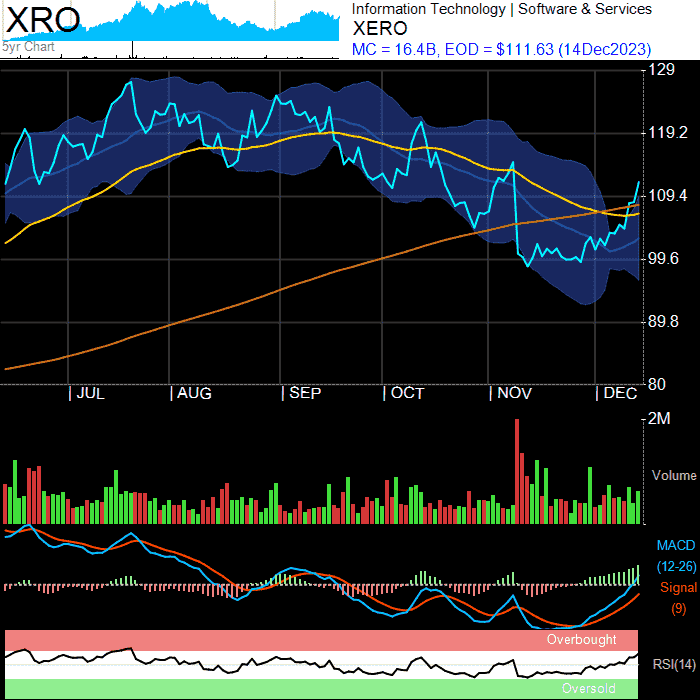 XRO
5yr Chart
Information Technology | Software & Services
XERO
MC = 16.4B, EOD = $111.63 (14Dec2023)
129
119.2
109.4
99.6
89.8
80
| JUL | AUG | SEP | OCT | NOV | DEC
2M
Volume
MACD
(12-26)
Signal
(9)
Overbought
RSI(14)
Oversold